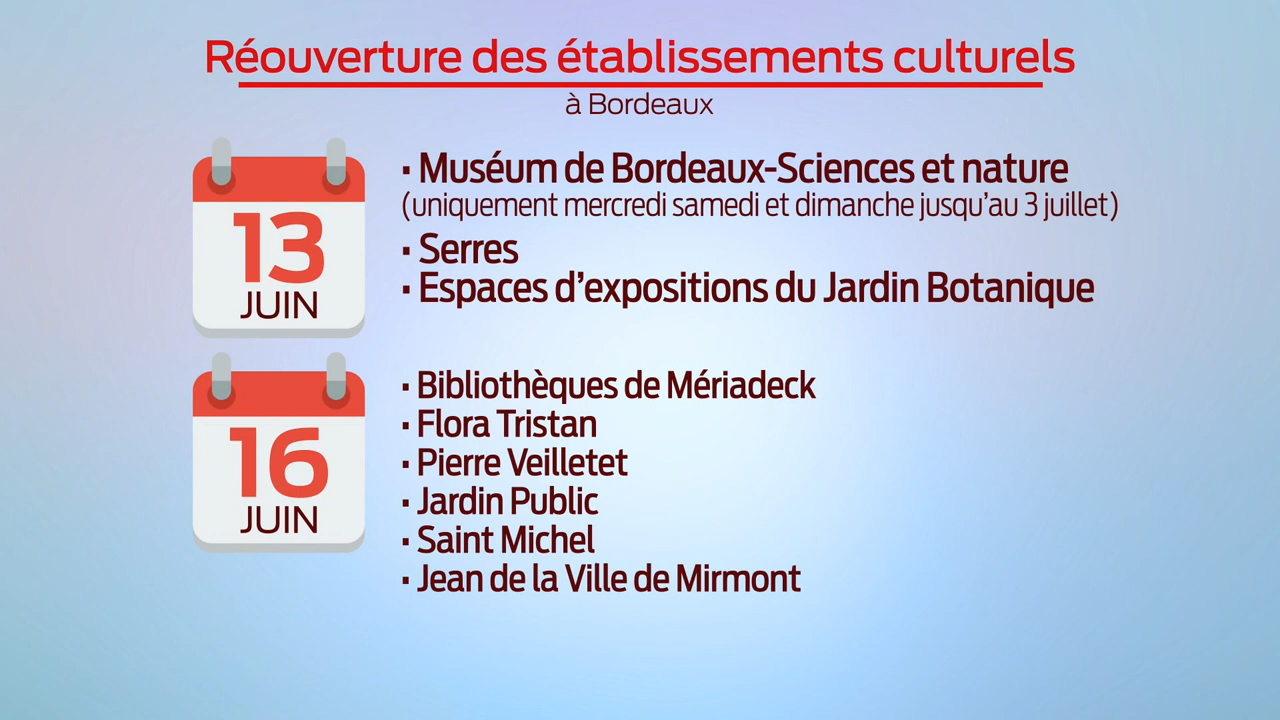 Réouverture des établissements culturels
à Bordeaux
13
JUIN
· Muséum de Bordeaux-Sciences et nature
(uniquement mercredi samedi et dimanche jusqu'au 3 juillet)
· Serres
· Espaces d'expositions du Jardin Botanique
16
JUIN
· Bibliothèques de Mériadeck
· Flora Tristan
· Pierre Veilletet
· Jardin Public
· Saint Michel
· Jean de la Ville de Mirmont